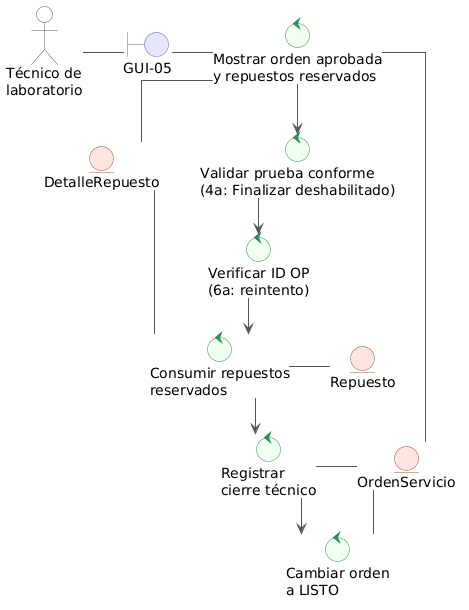 Técnico de
laboratorio
GUI-05
Mostrar orden aprobada
y repuestos reservados
DetalleRepuesto
Validar prueba conforme
(4a: Finalizar deshabilitado)
Verificar ID OP
(6a: reintento)
Consumir repuestos
reservados
Repuesto
Registrar
cierre técnico
OrdenServicio
Cambiar orden
a LISTO